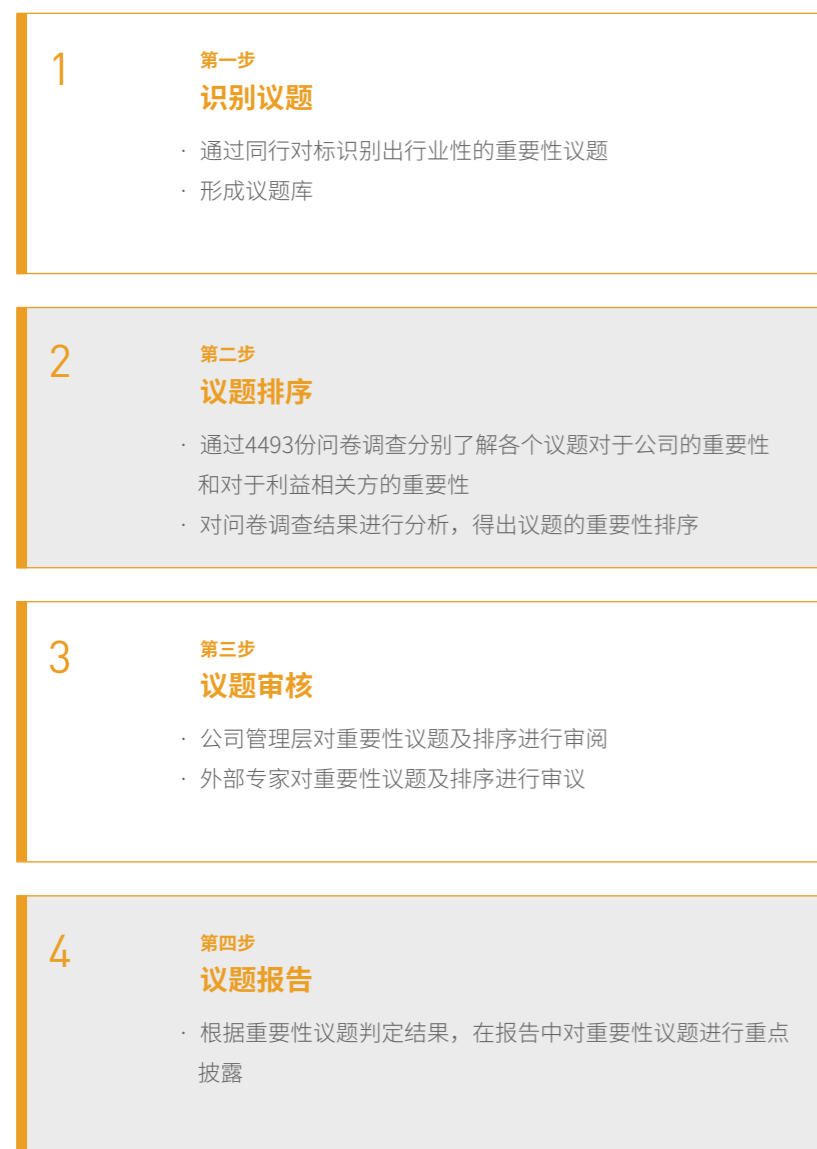 1
第一步
识别议题
· 通过同行对标识别出行业性的重要性议题
· 形成议题库
2
第二步
议题排序
· 通过4493份问卷调查分别了解各个议题对于公司的重要性
和对于利益相关方的重要性
· 对问卷调查结果进行分析，得出议题的重要性排序
3
第三步
议题审核
· 公司管理层对重要性议题及排序进行审阅
· 外部专家对重要性议题及排序进行审议
4
第四步
议题报告
· 根据重要性议题判定结果，在报告中对重要性议题进行重点
披露